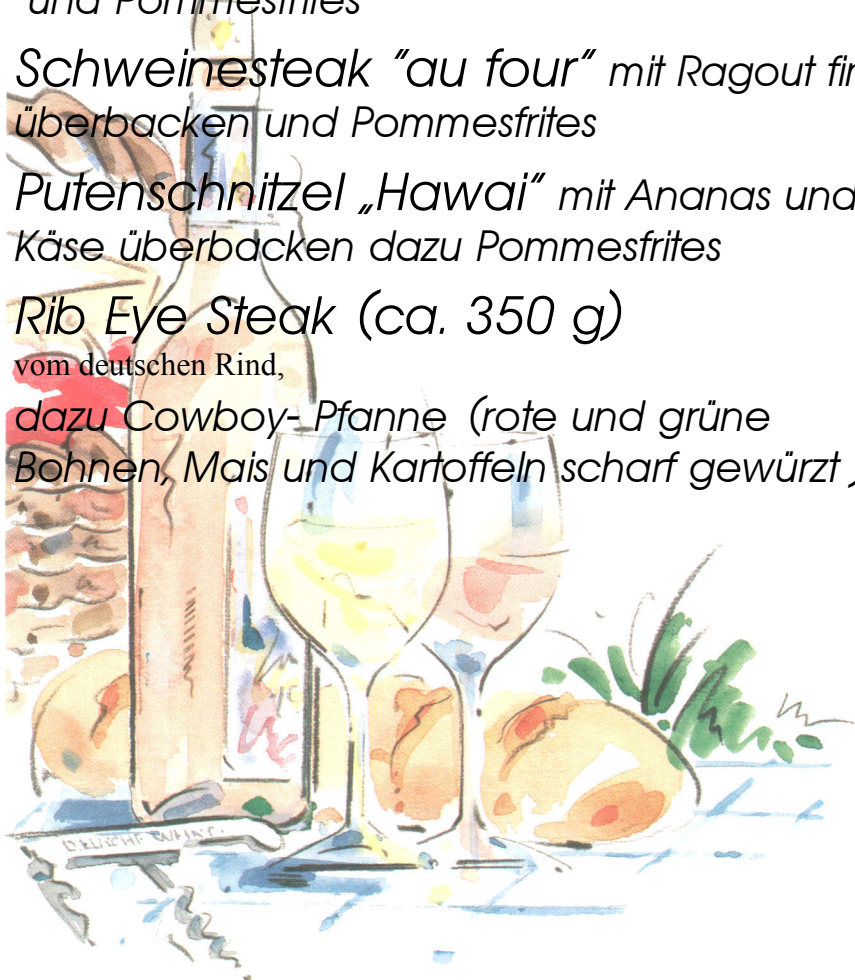 und Pommesfrites
Schweinesteak "au four" mit Ragout fin
überbacken und Pommesfrites
Putenschnitzel „Hawai" mit Ananas und
Käse überbacken dazu Pommesfrites
Rib Eye Steak (ca. 350 g)
vom deutschen Rind,
dazu Cowboy- Pfanne (rote und grüne
Bohnen, Mais und Kartoffeln scharf gewürzt )